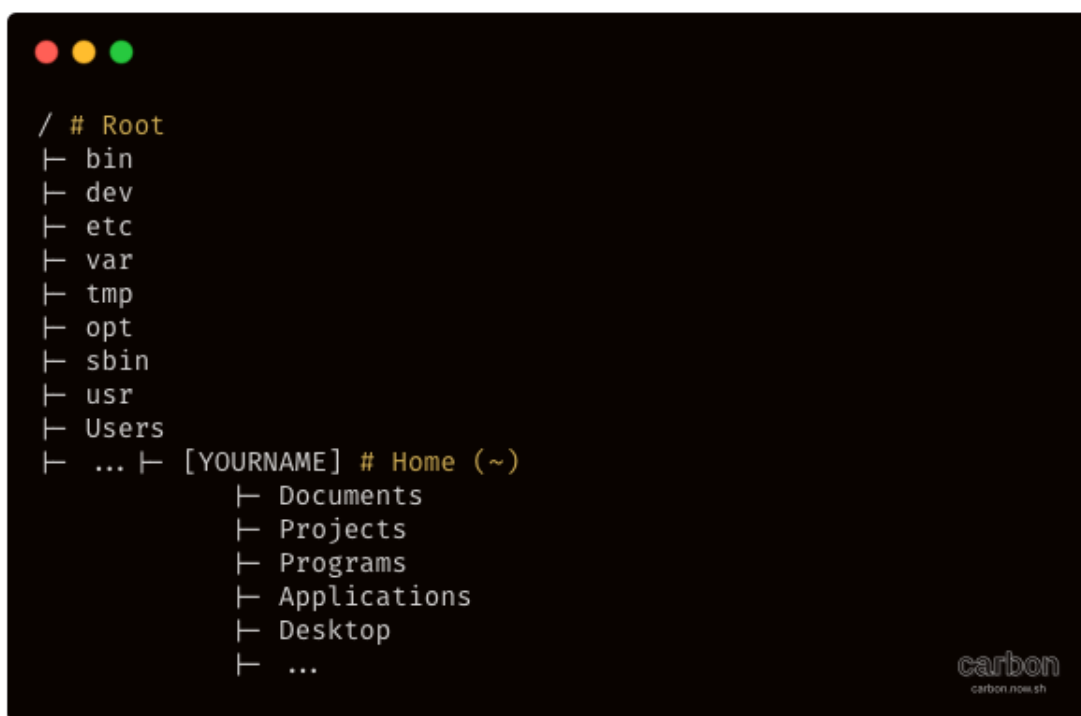 / # Root
├ bin
├ dev
├ etc
├ var
├ tmp
├ opt
├ sbin
├ usr
├ Users
├ ... ├ [YOURNAME] # Home (~)
├ Documents
├ Projects
├ Programs
├ Applications
├ Desktop
├ ...
carbon
carbon.now.sh